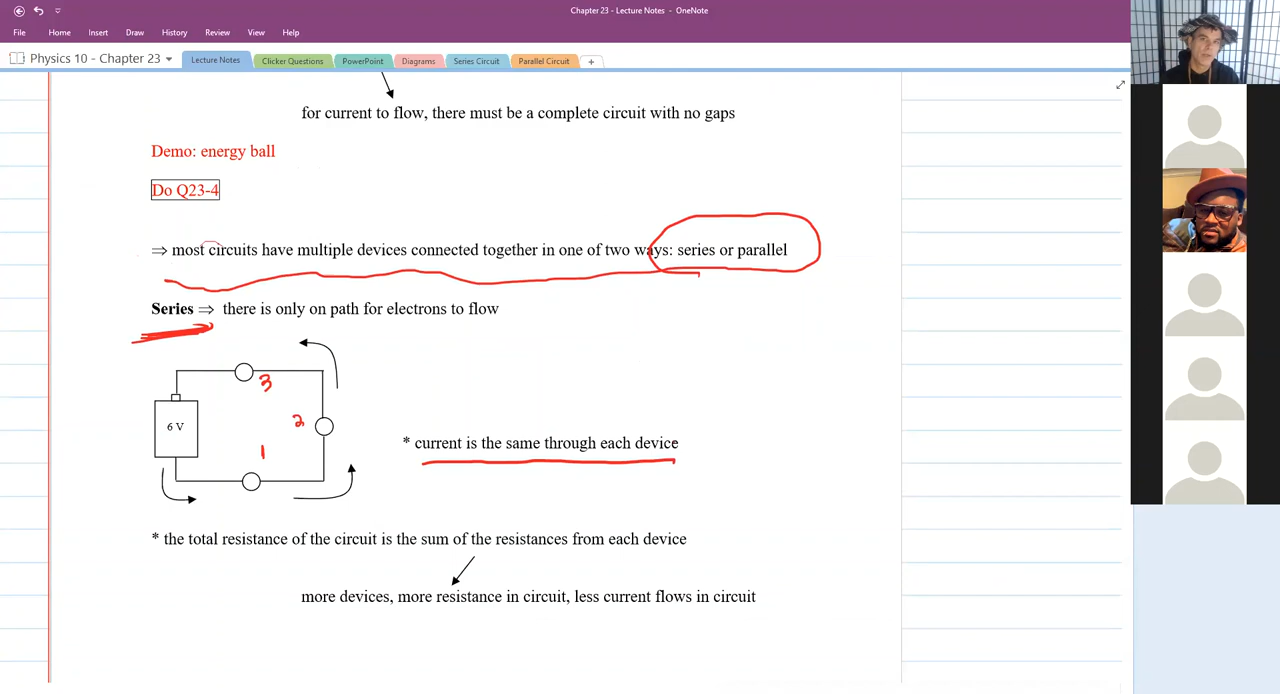 Chapter 23 - Lecture Notes - OneNote
File Home Insert Draw History Review View Help
Physics 10 - Chapter 23 Lecture Notes Clicker Questions PowerPoint Diagrams Series Circuit Parallel Circuit +
for current to flow, there must be a complete circuit with no gaps
Demo: energy ball
Do Q23-4
⇒ most circuits have multiple devices connected together in one of two ways: series or parallel
Series ⇒ there is only on path for electrons to flow
3
6 V
2
1
* current is the same through each device
* the total resistance of the circuit is the sum of the resistances from each device
more devices, more resistance in circuit, less current flows in circuit